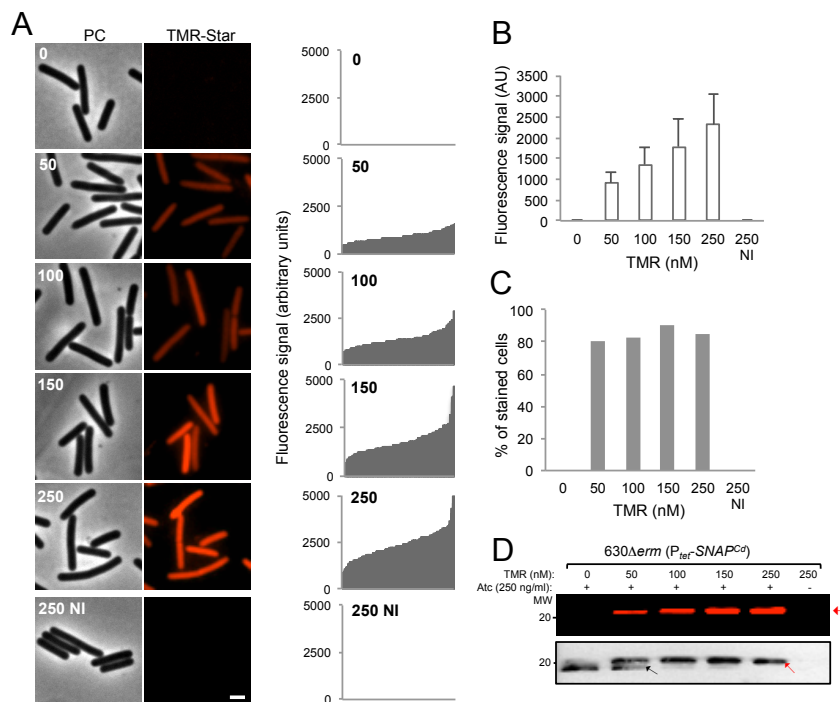 A
PC TMR-Star
0
50
100
150
250
250 NI
Fluorescence signal (arbitrary units)
5000
2500
0
0
5000
2500
0
50
5000
2500
0
100
5000
2500
0
150
5000
2500
0
250
5000
2500
0
250 NI
B
Fluorescence signal (AU)
3500
3000
2500
2000
1500
1000
500
0
0 50 100 150 250 250
NI
TMR (nM)
C
% of stained cells
100
80
60
40
20
0
0 50 100 150 250 250
NI
TMR (nM)
D
630Δerm (Ptet-SNAPCd)
TMR (nM): 0 50 100 150 250 250
Atc (250 ng/ml): + + + + + -
MW
20
20